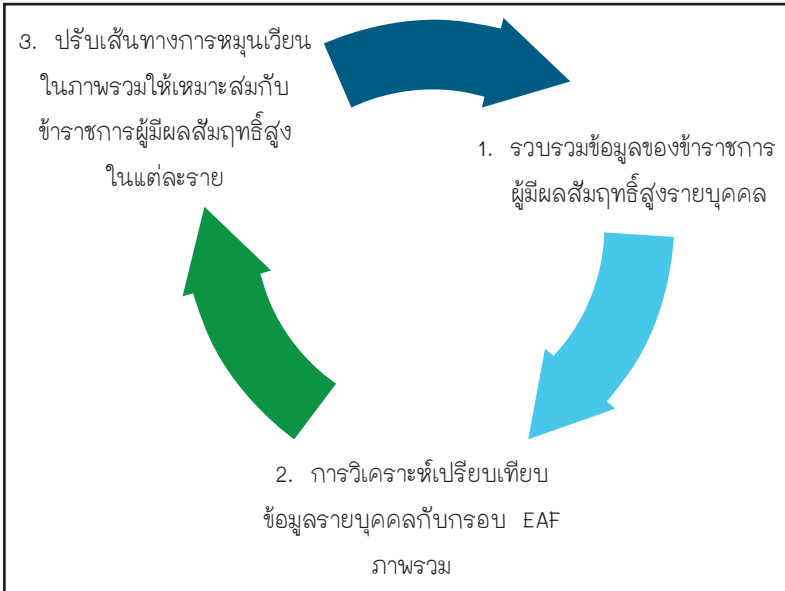 3. ปรับเส้นทางการหมุนเวียน
ในภาพรวมให้เหมาะสมกับ
ข้าราชการผู้มีผลสัมฤทธิ์สูง
ในแต่ละราย
1. รวบรวมข้อมูลของข้าราชการ
ผู้มีผลสัมฤทธิ์สูงรายบุคคล
2. การวิเคราะห์เปรียบเทียบ
ข้อมูลรายบุคคลกับกรอบ EAF
ภาพรวม